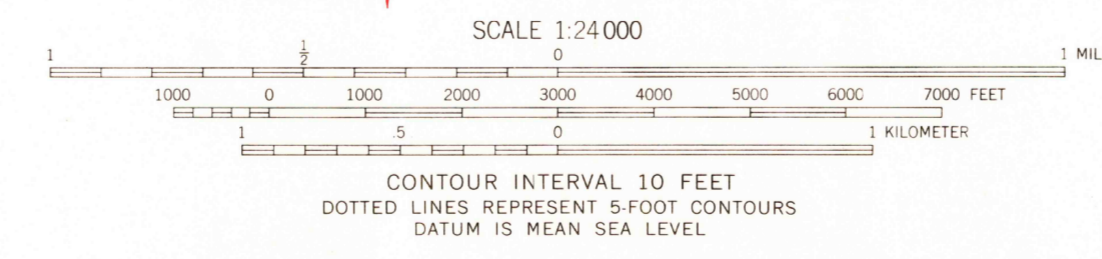 SCALE 1:24 000
1 1/2 0 1 MIL
1000 0 1000 2000 3000 4000 5000 6000 7000 FEET
1 .5 0 1 KILOMETER
CONTOUR INTERVAL 10 FEET
DOTTED LINES REPRESENT 5-FOOT CONTOURS
DATUM IS MEAN SEA LEVEL